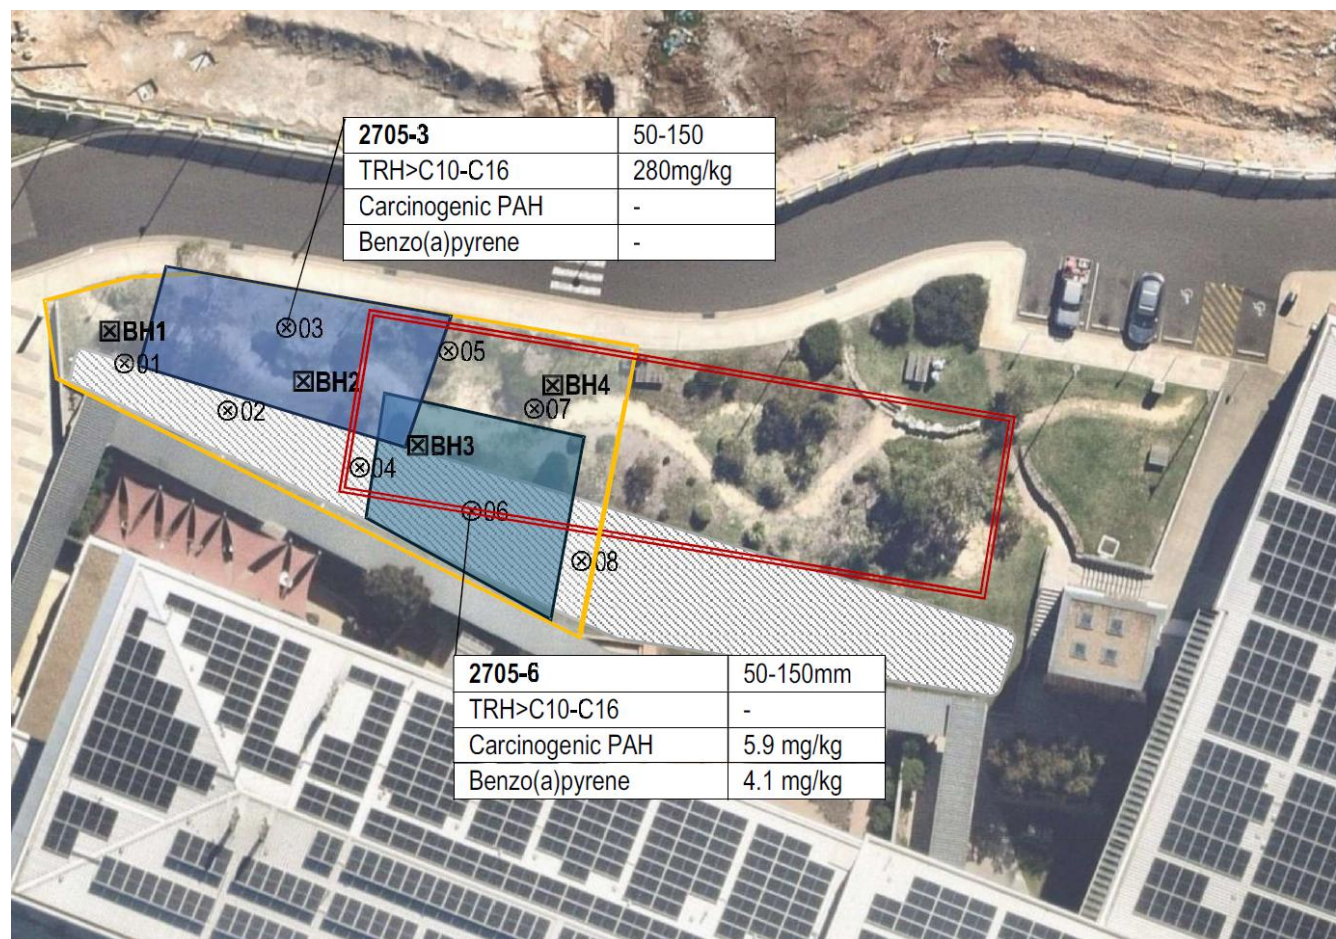 2705-3 50-150
TRH>C10-C16 280mg/kg
Carcinogenic PAH -
Benzo(a)pyrene -
BH1
01
03
BH2
02
05
BH4
07
BH3
04
06
08
2705-6 50-150mm
TRH>C10-C16 -
Carcinogenic PAH 5.9 mg/kg
Benzo(a)pyrene 4.1 mg/kg